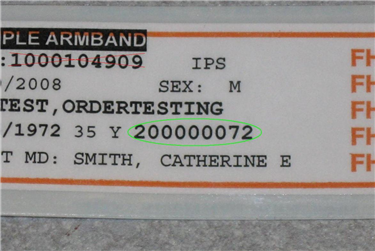 PLE ARMBAND
:1000104909 IPS
/2008 SEX: M
TEST,ORDERTESTING
/1972 35 Y 200000072
T MD: SMITH, CATHERINE E
FH
FH
FH
FH
FH